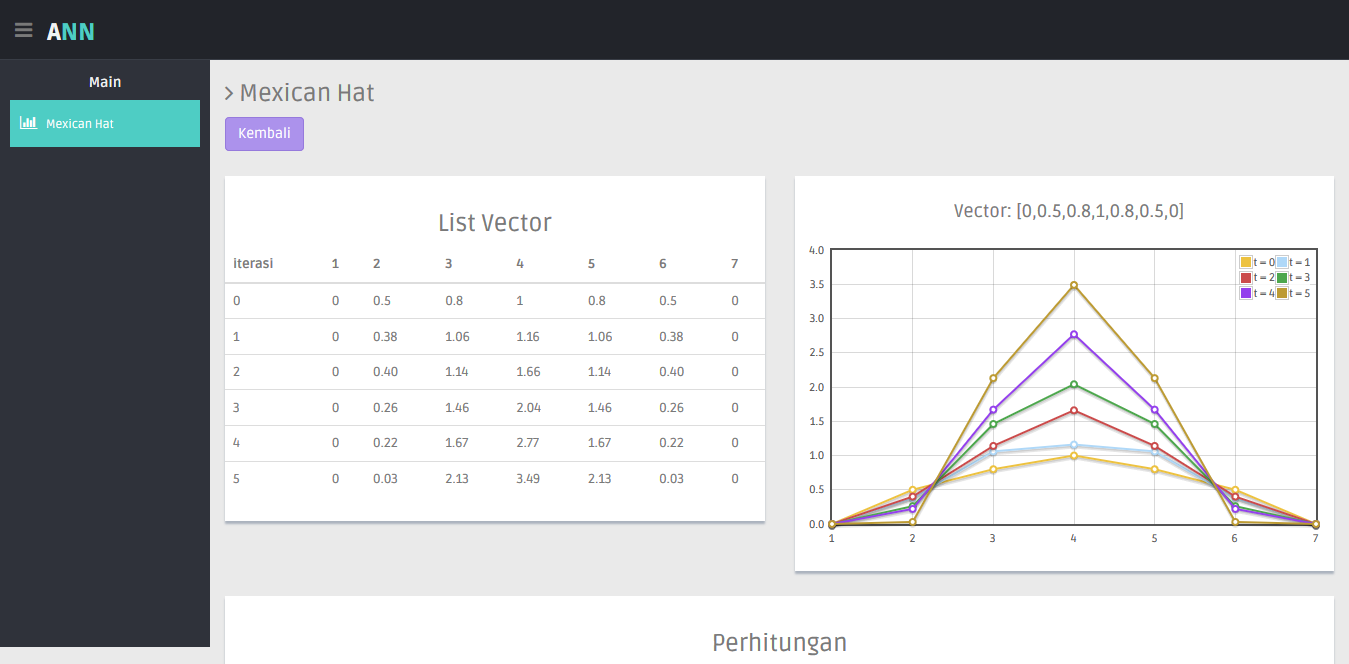 ANN
Main
Mexican Hat
Mexican Hat
Kembali
List Vector
iterasi 1 2 3 4 5 6 7
0 0 0.5 0.8 1 0.8 0.5 0
1 0 0.38 1.06 1.16 1.06 0.38 0
2 0 0.40 1.14 1.66 1.14 0.40 0
3 0 0.26 1.46 2.04 1.46 0.26 0
4 0 0.22 1.67 2.77 1.67 0.22 0
5 0 0.03 2.13 3.49 2.13 0.03 0
Vector: [0,0.5,0.8,1,0.8,0.5,0]
4.0
3.5
3.0
2.5
2.0
1.5
1.0
0.5
0.0
t = 0 t = 1
t = 2 t = 3
t = 4 t = 5
1 2 3 4 5 6 7
Perhitungan